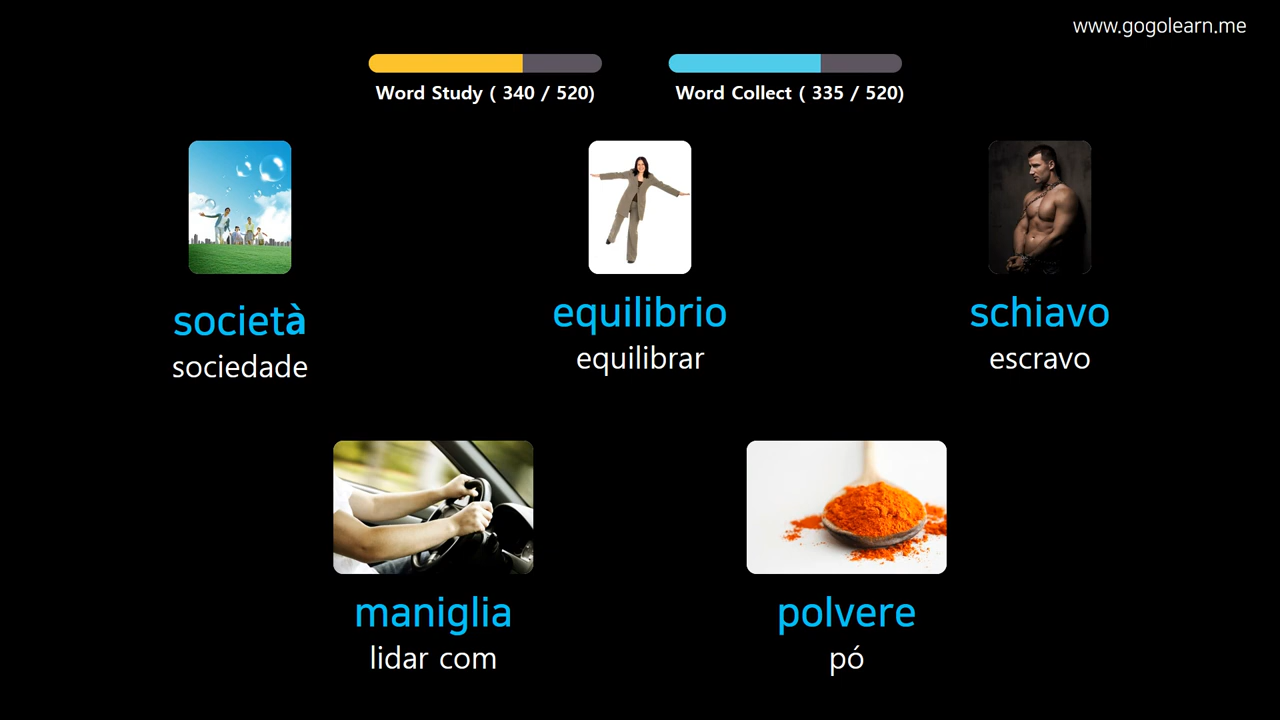 www.gogolearn.me
Word Study ( 340 / 520)
Word Collect ( 335 / 520)
società
sociedade
equilibrio
equilibrar
schiavo
escravo
maniglia
lidar com
polvere
pó